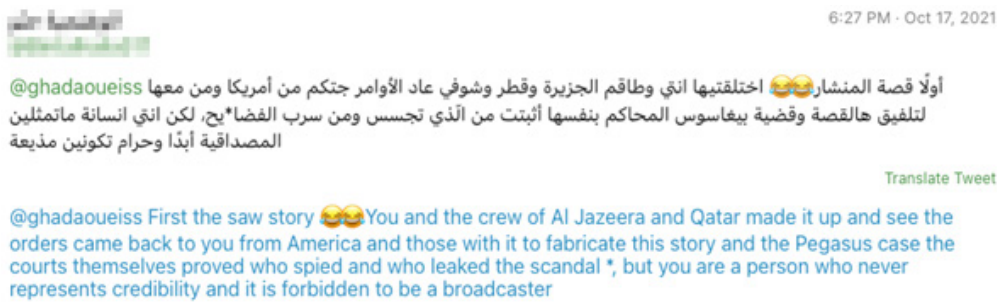 6:27 PM · Oct 17, 2021
@ghadaoueiss أولًا قصة المنشار😂😂 اختلقتيها انتي وطاقم الجزيرة وقطر وشوفي عاد الأوامر جتكم من أمريكا ومن معها
لتلفيق هالقصة وقضية بيغاسوس المحاكم بنفسها أثبتت من الّذي تجسس ومن سرب الفضا*يح، لكن انتي انسانة ماتمثلين
المصداقية أبدًا وحرام تكونين مذيعة
Translate Tweet
@ghadaoueiss First the saw story 😂😂You and the crew of Al Jazeera and Qatar made it up and see the
orders came back to you from America and those with it to fabricate this story and the Pegasus case the
courts themselves proved who spied and who leaked the scandal *, but you are a person who never
represents credibility and it is forbidden to be a broadcaster